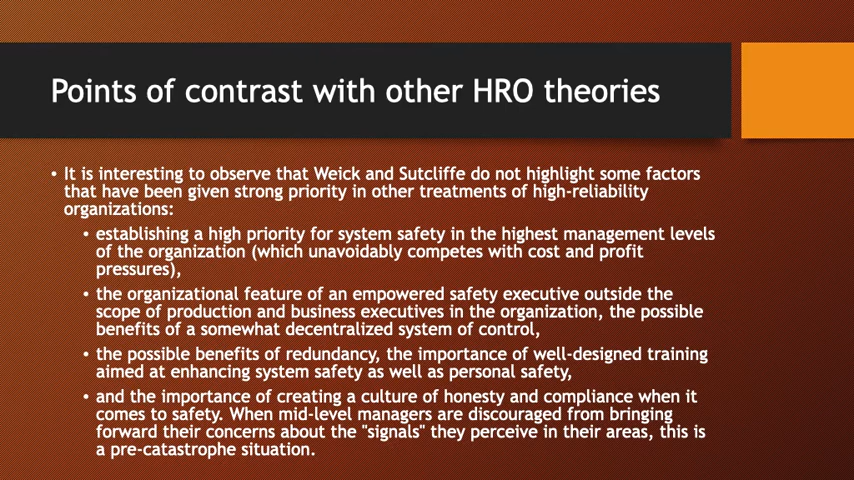 Points of contrast with other HRO theories
• It is interesting to observe that Weick and Sutcliffe do not highlight some factors
that have been given strong priority in other treatments of high-reliability
organizations:
• establishing a high priority for system safety in the highest management levels
of the organization (which unavoidably competes with cost and profit
pressures),
• the organizational feature of an empowered safety executive outside the
scope of production and business executives in the organization, the possible
benefits of a somewhat decentralized system of control,
• the possible benefits of redundancy, the importance of well-designed training
aimed at enhancing system safety as well as personal safety,
• and the importance of creating a culture of honesty and compliance when it
comes to safety. When mid-level managers are discouraged from bringing
forward their concerns about the "signals" they perceive in their areas, this is
a pre-catastrophe situation.